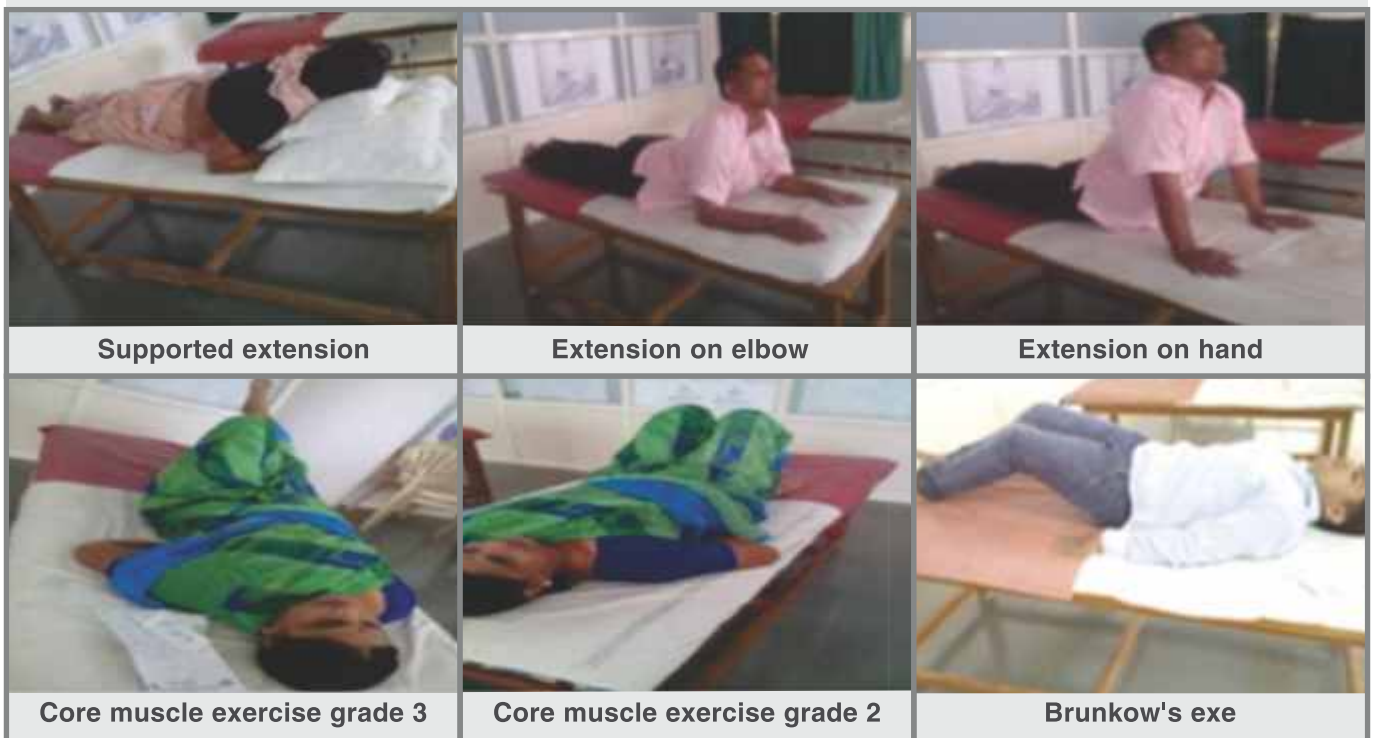 Supported extension
Extension on elbow
Extension on hand
Core muscle exercise grade 3
Core muscle exercise grade 2
Brunkow's exe